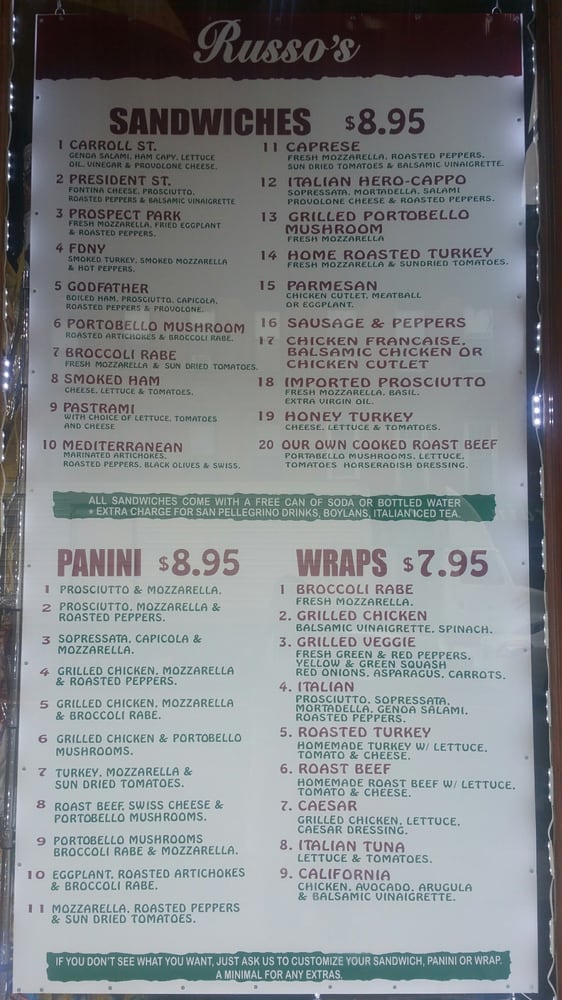 Russo's
SANDWICHES $8.95
1 CARROLL ST.
GENOA SALAMI, HAM CAPY, LETTUCE
OIL, VINEGAR & PROVOLONE CHEESE.
2 PRESIDENT ST.
FONTINA CHEESE, PROSCIUTTO,
ROASTED PEPPERS & BALSAMIC VINAIGRETTE
3 PROSPECT PARK
FRESH MOZZARELLA, FRIED EGGPLANT
& ROASTED PEPPERS.
4 FDNY
SMOKED TURKEY, SMOKED MOZZARELLA
& HOT PEPPERS.
5 GODFATHER
BOILED HAM, PROSCIUTTO, CAPICOLA,
ROASTED PEPPERS & PROVOLONE.
6 PORTOBELLO MUSHROOM
ROASTED ARTICHOKES & BROCCOLI RABE.
7 BROCCOLI RABE
FRESH MOZZARELLA & SUN DRIED TOMATOES.
8 SMOKED HAM
CHEESE, LETTUCE & TOMATOES.
9 PASTRAMI
WITH CHOICE OF LETTUCE, TOMATOES
AND CHEESE
10 MEDITERRANEAN
MARINATED ARTICHOKES,
ROASTED PEPPERS, BLACK OLIVES & SWISS.
11 CAPRESE
FRESH MOZZARELLA, ROASTED PEPPERS,
SUN DRIED TOMATOES & BALSAMIC VINAIGRETTE.
12 ITALIAN HERO-CAPPO
SOPRESSATA, MORTADELLA, SALAMI
PROVOLONE CHEESE & ROASTED PEPPERS.
13 GRILLED PORTOBELLO
MUSHROOM
FRESH MOZZARELLA
14 HOME ROASTED TURKEY
FRESH MOZZARELLA & SUNDRIED TOMATOES.
15 PARMESAN
CHICKEN CUTLET, MEATBALL
OR EGGPLANT.
16 SAUSAGE & PEPPERS
17 CHICKEN FRANCAISE,
BALSAMIC CHICKEN OR
CHICKEN CUTLET
18 IMPORTED PROSCIUTTO
FRESH MOZZARELLA, BASIL,
EXTRA VIRGIN OIL.
19 HONEY TURKEY
CHEESE, LETTUCE & TOMATOES.
20 OUR OWN COOKED ROAST BEEF
PORTABELLO MUSHROOMS, LETTUCE,
TOMATOES HORSERADISH DRESSING.
ALL SANDWICHES COME WITH A FREE CAN OF SODA OR BOTTLED WATER
* EXTRA CHARGE FOR SAN PELLEGRINO DRINKS, BOYLANS, ITALIAN ICED TEA.
PANINI $8.95
1 PROSCIUTTO & MOZZARELLA.
2 PROSCIUTTO, MOZZARELLA &
ROASTED PEPPERS.
3 SOPRESSATA, CAPICOLA &
MOZZARELLA.
4 GRILLED CHICKEN, MOZZARELLA
& ROASTED PEPPERS.
5 GRILLED CHICKEN, MOZZARELLA
& BROCCOLI RABE.
6 GRILLED CHICKEN & PORTOBELLO
MUSHROOMS.
7 TURKEY, MOZZARELLA &
SUN DRIED TOMATOES.
8 ROAST BEEF, SWISS CHEESE &
PORTOBELLO MUSHROOMS.
9 PORTOBELLO MUSHROOMS
BROCCOLI RABE & MOZZARELLA.
10 EGGPLANT, ROASTED ARTICHOKES
& BROCCOLI RABE.
11 MOZZARELLA, ROASTED PEPPERS
& SUN DRIED TOMATOES.
WRAPS $7.95
1 BROCCOLI RABE
FRESH MOZZARELLA.
2. GRILLED CHICKEN
BALSAMIC VINAIGRETTE, SPINACH.
3. GRILLED VEGGIE
FRESH GREEN & RED PEPPERS,
YELLOW & GREEN SQUASH
RED ONIONS, ASPARAGUS, CARROTS.
4. ITALIAN
PROSCIUTTO, SOPRESSATA,
MORTADELLA, GENOA SALAMI,
ROASTED PEPPERS.
5. ROASTED TURKEY
HOMEMADE TURKEY W/ LETTUCE,
TOMATO & CHEESE.
6. ROAST BEEF
HOMEMADE ROAST BEEF W/ LETTUCE,
TOMATO & CHEESE.
7. CAESAR
GRILLED CHICKEN, LETTUCE,
CAESAR DRESSING.
8. ITALIAN TUNA
LETTUCE & TOMATOES.
9. CALIFORNIA
CHICKEN, AVOCADO, ARUGULA
& BALSAMIC VINAIGRETTE.
IF YOU DON'T SEE WHAT YOU WANT, JUST ASK US TO CUSTOMIZE YOUR SANDWICH, PANINI OR WRAP.
A MINIMAL FOR ANY EXTRAS.